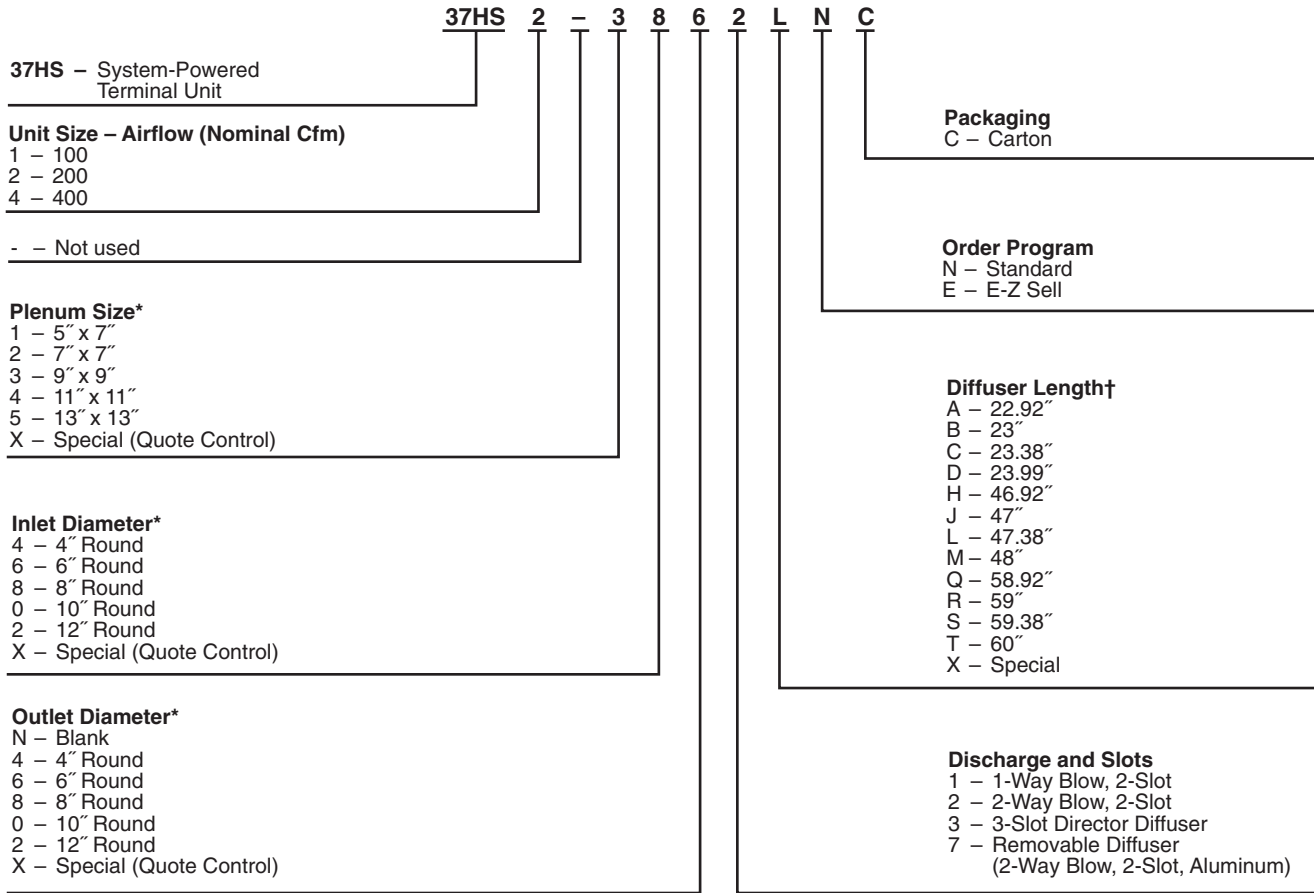 37HS 2 – 3 8 6 2 L N C
37HS – System-Powered
Terminal Unit
Unit Size – Airflow (Nominal Cfm)
1 – 100
2 – 200
4 – 400
- – Not used
Plenum Size*
1 – 5˝ x 7˝
2 – 7˝ x 7˝
3 – 9˝ x 9˝
4 – 11˝ x 11˝
5 – 13˝ x 13˝
X – Special (Quote Control)
Inlet Diameter*
4 – 4˝ Round
6 – 6˝ Round
8 – 8˝ Round
0 – 10˝ Round
2 – 12˝ Round
X – Special (Quote Control)
Outlet Diameter*
N – Blank
4 – 4˝ Round
6 – 6˝ Round
8 – 8˝ Round
0 – 10˝ Round
2 – 12˝ Round
X – Special (Quote Control)
Packaging
C – Carton
Order Program
N – Standard
E – E-Z Sell
Diffuser Length†
A – 22.92˝
B – 23˝
C – 23.38˝
D – 23.99˝
H – 46.92˝
J – 47˝
L – 47.38˝
M – 48˝
Q – 58.92˝
R – 59˝
S – 59.38˝
T – 60˝
X – Special
Discharge and Slots
1 – 1-Way Blow, 2-Slot
2 – 2-Way Blow, 2-Slot
3 – 3-Slot Director Diffuser
7 – Removable Diffuser
(2-Way Blow, 2-Slot, Aluminum)